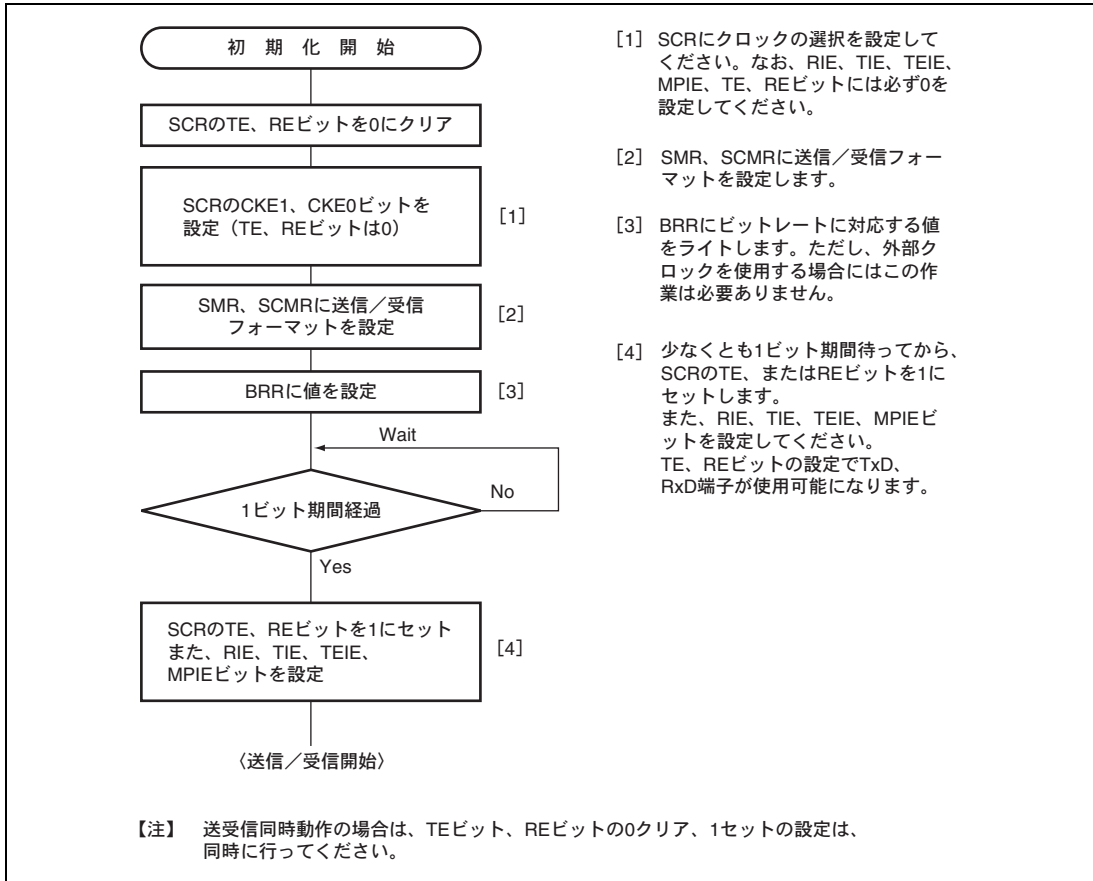 初 期 化 開 始
SCRのTE、REビットを0にクリア
SCRのCKE1、CKE0ビットを
設定（TE、REビットは0）
［1］
SMR、SCMRに送信／受信
フォーマットを設定
［2］
BRRに値を設定
［3］
Wait
1ビット期間経過
No
Yes
SCRのTE、REビットを1にセット
また、RIE、TIE、TEIE、
MPIEビットを設定
［4］
〈送信／受信開始〉
［1］ SCRにクロックの選択を設定して
ください。なお、RIE、TIE、TEIE、
MPIE、TE、REビットには必ず0を
設定してください。
［2］ SMR、SCMRに送信／受信フォー
マットを設定します。
［3］ BRRにビットレートに対応する値
をライトします。ただし、外部ク
ロックを使用する場合にはこの作
業は必要ありません。
［4］ 少なくとも1ビット期間待ってから、
SCRのTE、またはREビットを1に
セットします。
また、RIE、TIE、TEIE、MPIEビ
ットを設定してください。
TE、REビットの設定でTxD、
RxD端子が使用可能になります。
【注】 送受信同時動作の場合は、TEビット、REビットの0クリア、1セットの設定は、
同時に行ってください。